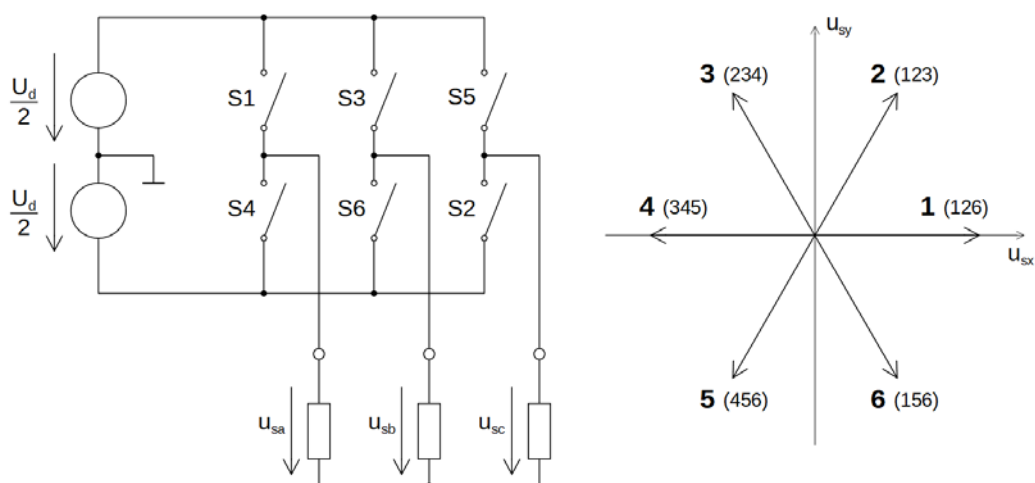 U_d
2
U_d
2
S1
S3
S5
S4
S6
S2
u_sa
u_sb
u_sc
u_sy
3 (234)
2 (123)
4 (345)
1 (126)
u_sx
5 (456)
6 (156)